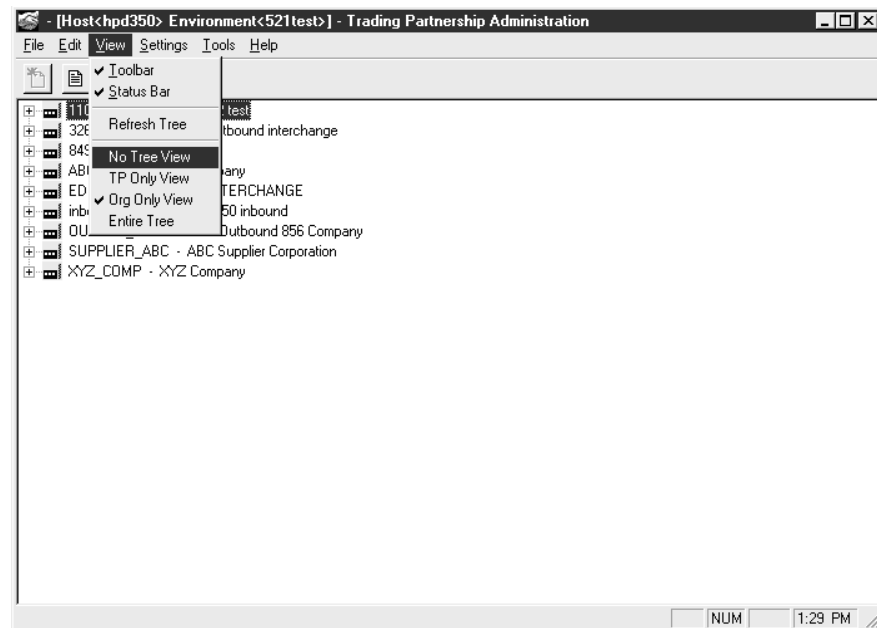 - [Host<hpd350> Environment<521test>] - Trading Partnership Administration
File Edit View Settings Tools Help
Toolbar
Status Bar
Refresh Tree
No Tree View
TP Only View
Org Only View
Entire Tree
test
tbound interchange
849
any
ED TERCHANGE
50 inbound
Outbound 856 Company
SUPPLIER_ABC - ABC Supplier Corporation
XYZ_COMP - XYZ Company
NUM 1:29 PM